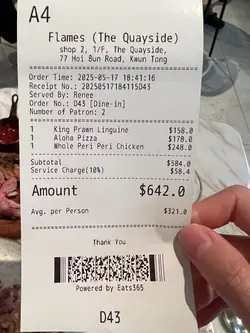 A4
Flames (The Quayside)
shop 2, 1/F, The Quayside,
77 Hoi Bun Road, Kwun Tong
Order Time: 2025-05-17 18:41:16
Receipt No.: 20250517184115D43
Served By: Renee
Order No.: D43 [Dine-in]
Number of Patron: 2
1 King Prawn Linguine $158.0
1 Aloha Pizza $178.0
1 Whole Peri Peri Chicken $248.0
Subtotal $584.0
Service Charge(10%) $58.4
Amount $642.0
Avg. per Person $321.0
Thank You
Powered by Eats365
D43